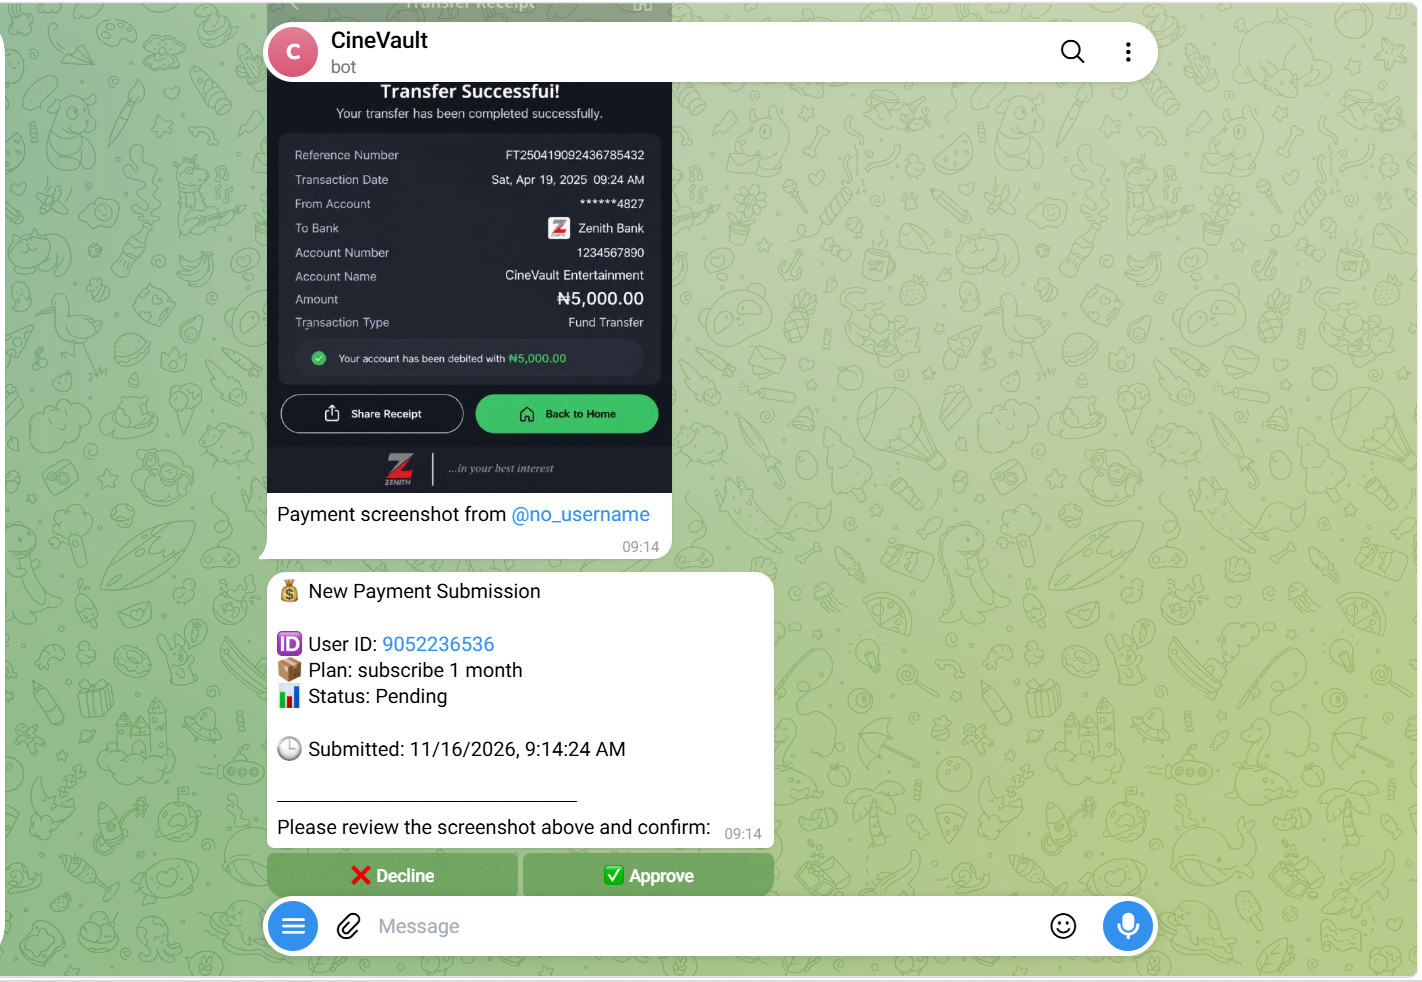 Transfer Receipt
C
CineVault
bot
Transfer Successful!
Your transfer has been completed successfully.
Reference Number FT250419092436785432
Transaction Date Sat, Apr 19, 2025 09:24 AM
From Account ******4827
To Bank ZENITH Zenith Bank
Account Number 1234567890
Account Name CineVault Entertainment
Amount ₦5,000.00
Transaction Type Fund Transfer
Your account has been debited with ₦5,000.00
Share Receipt Back to Home
ZENITH ...in your best interest
Payment screenshot from @no_username
09:14
💰 New Payment Submission
🆔 User ID: 9052236536
📦 Plan: subscribe 1 month
📊 Status: Pending
🕒 Submitted: 11/16/2026, 9:14:24 AM
______________________________
Please review the screenshot above and confirm: 09:14
❌ Decline ✅ Approve
Message